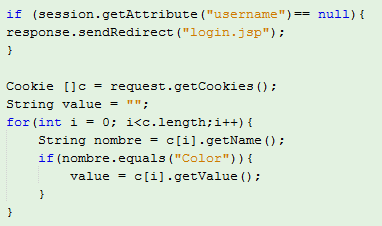 if (session.getAttribute("username")== null){
response.sendRedirect("login.jsp");
}
Cookie []c = request.getCookies();
String value = "";
for(int i = 0; i<c.length;i++){
String nombre = c[i].getName();
if(nombre.equals("Color")){
value = c[i].getValue();
}
}